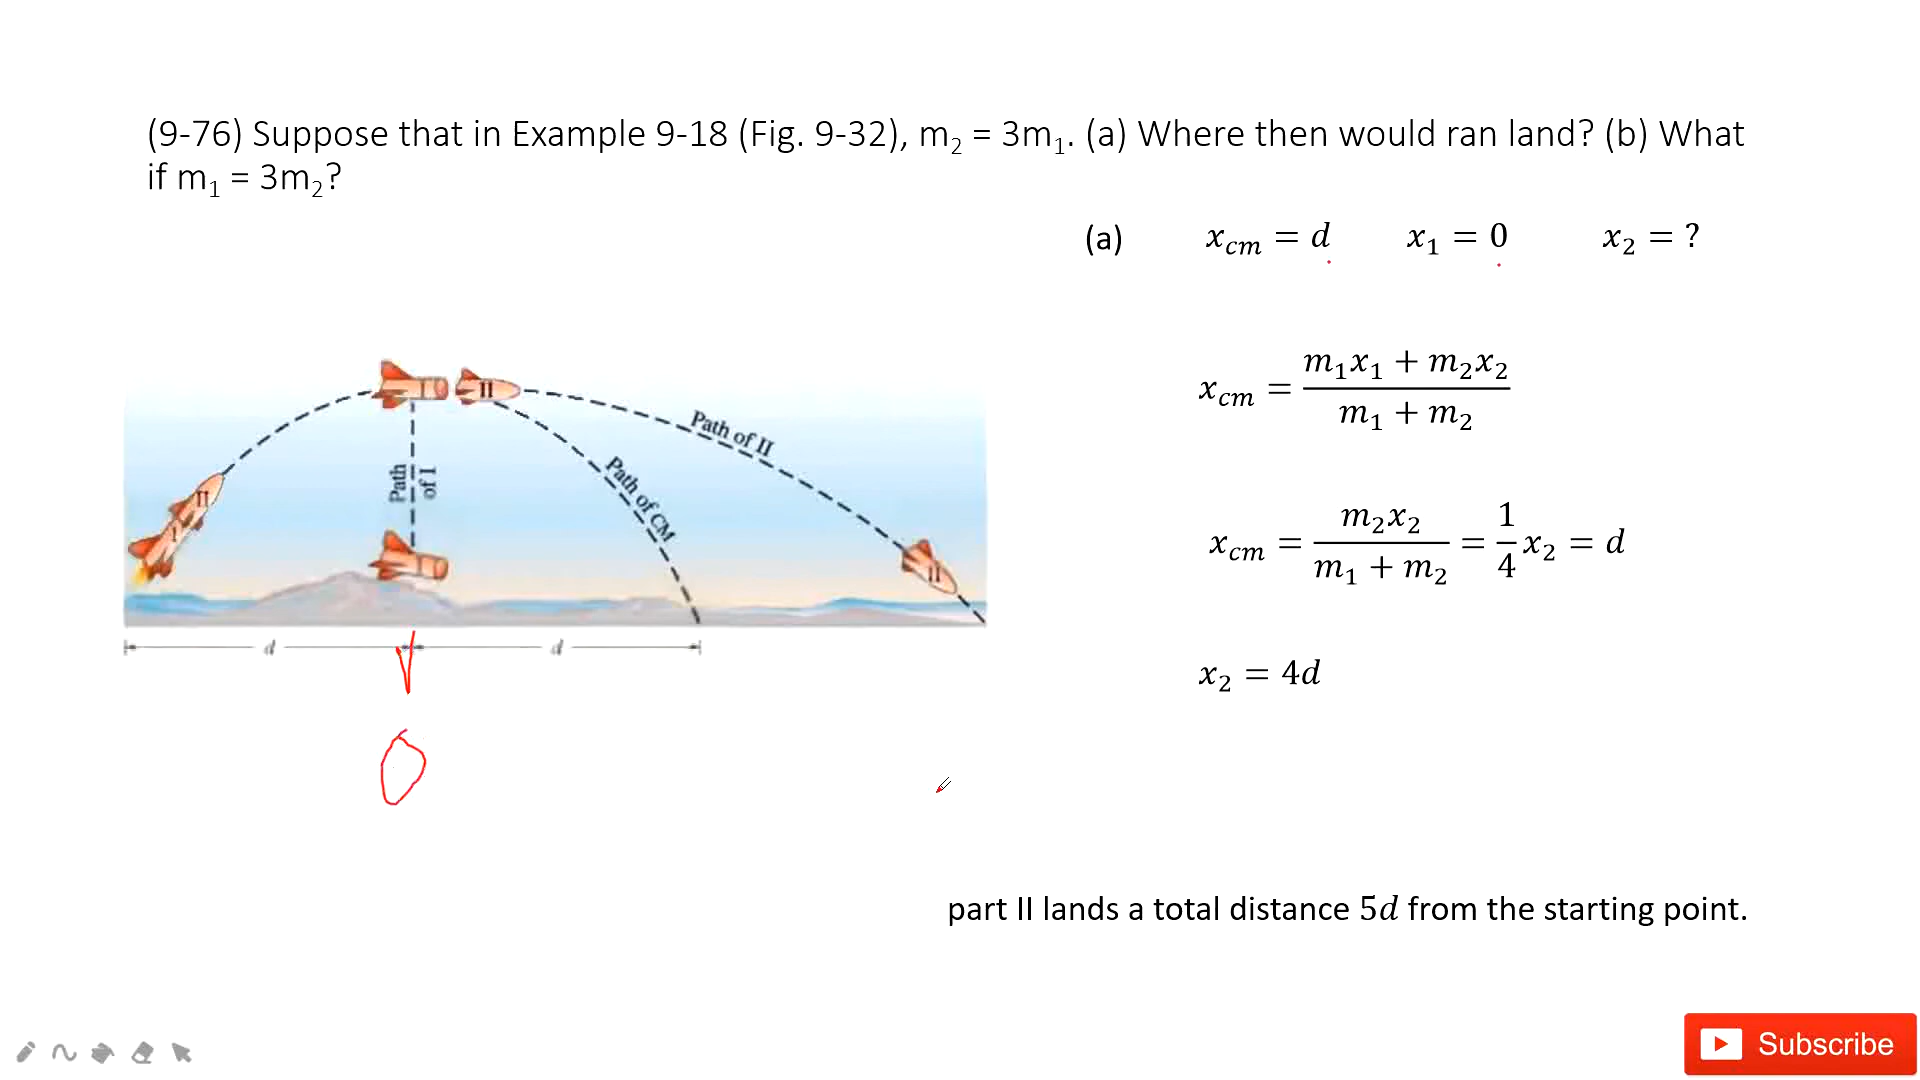 (9-76) Suppose that in Example 9-18 (Fig. 9-32), m₂ = 3m₁. (a) Where then would ran land? (b) What
if m₁ = 3m₂?
(a) x_cm = d x₁ = 0 x₂ = ?
x_cm = (m₁x₁ + m₂x₂)/(m₁ + m₂)
x_cm = m₂x₂/(m₁ + m₂) = 1/4 x₂ = d
x₂ = 4d
II
I
II
Path of I
Path of CM
Path of II
II
d
d
0
part II lands a total distance 5d from the starting point.
Subscribe